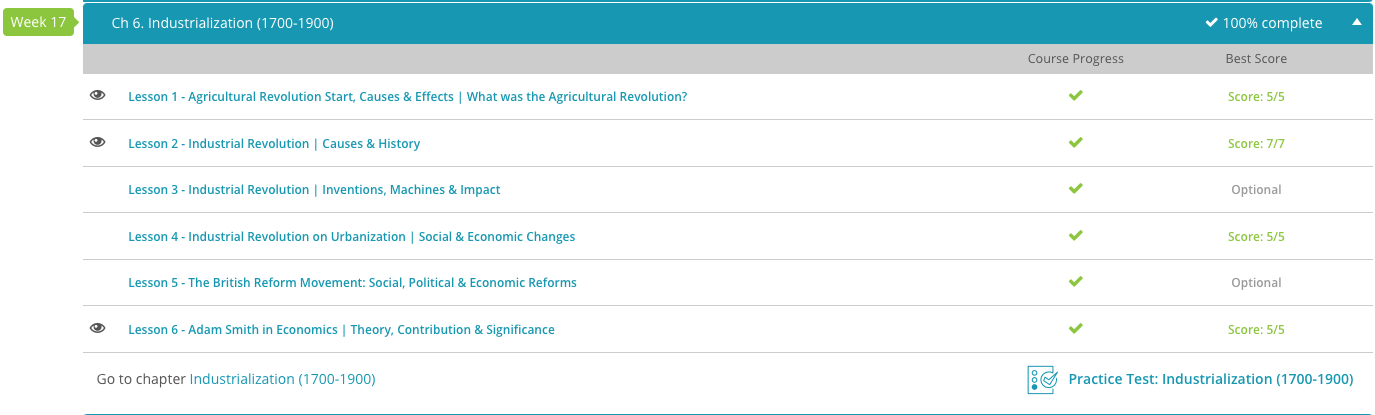 Week 17
Ch 6. Industrialization (1700-1900)
100% complete
Course Progress
Best Score
Lesson 1 - Agricultural Revolution Start, Causes & Effects | What was the Agricultural Revolution?
Score: 5/5
Lesson 2 - Industrial Revolution | Causes & History
Score: 7/7
Lesson 3 - Industrial Revolution | Inventions, Machines & Impact
Optional
Lesson 4 - Industrial Revolution on Urbanization | Social & Economic Changes
Score: 5/5
Lesson 5 - The British Reform Movement: Social, Political & Economic Reforms
Optional
Lesson 6 - Adam Smith in Economics | Theory, Contribution & Significance
Score: 5/5
Go to chapter Industrialization (1700-1900)
Practice Test: Industrialization (1700-1900)